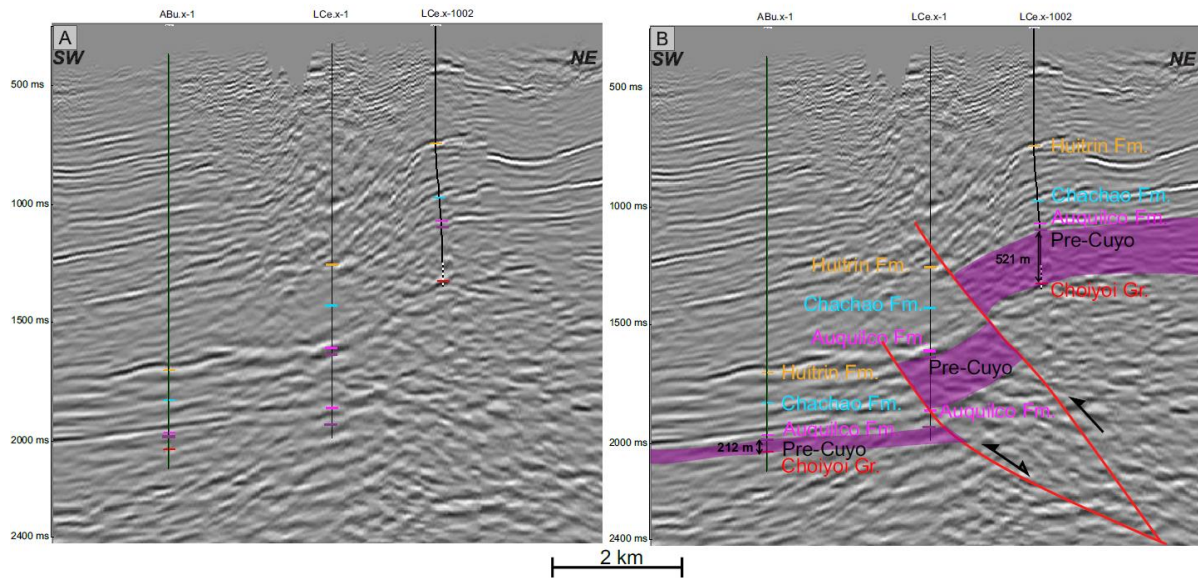 ABu.x-1
LCe.x-1
LCe.x-1002
A
SW
500 ms
1000 ms
1500 ms
2000 ms
2400 ms
ABu.x-1
LCe.x-1
LCe.x-1002
B
SW
NE
500 ms
Huitrin Fm.
Chachao Fm.
1000 ms
Auquilco Fm.
Pre-Cuyo
521 m
Huitrin Fm.
Choiyoi Gr.
Chachao Fm.
1500 ms
Auquilco Fm.
Pre-Cuyo
Huitrin Fm.
Chachao Fm.
Auquilco Fm.
Auquilco Fm.
2000 ms
212 m
Pre-Cuyo
Choiyoi Gr.
2400 ms
NE
2 km